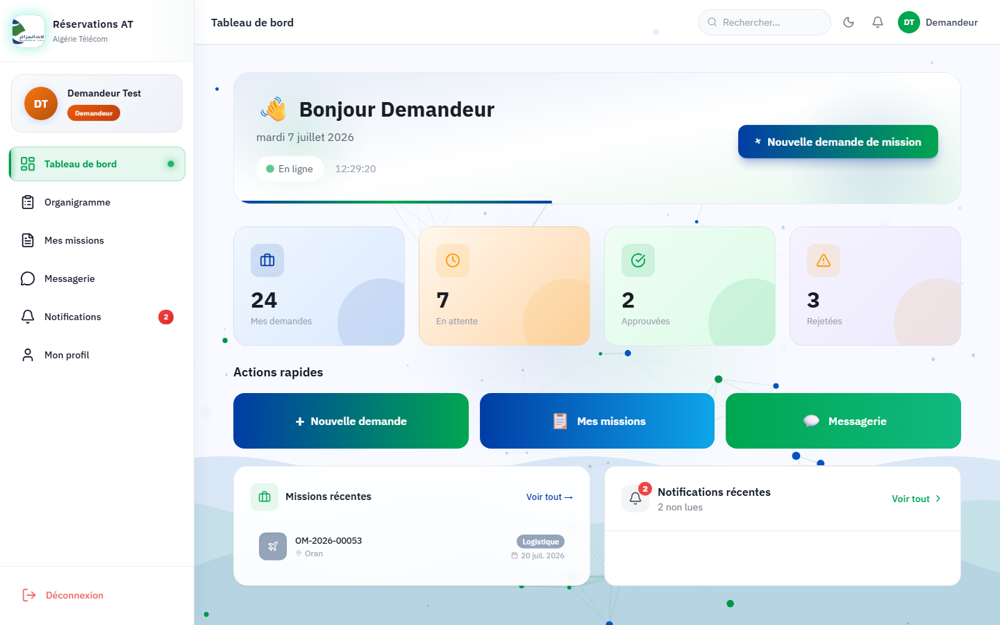 Réservations AT
Algérie Télécom
DT
Demandeur Test
Demandeur
Tableau de bord
Organigramme
Mes missions
Messagerie
Notifications
2
Mon profil
Déconnexion
Tableau de bord
Rechercher...
DT
Demandeur
👋 Bonjour Demandeur
mardi 7 juillet 2026
En ligne
12:29:20
+ Nouvelle demande de mission
24
Mes demandes
7
En attente
2
Approuvées
3
Rejetées
Actions rapides
+ Nouvelle demande
📋 Mes missions
💬 Messagerie
Missions récentes
Voir tout →
OM-2026-00053
Oran
Logistique
20 juil. 2026
2
Notifications récentes
2 non lues
Voir tout